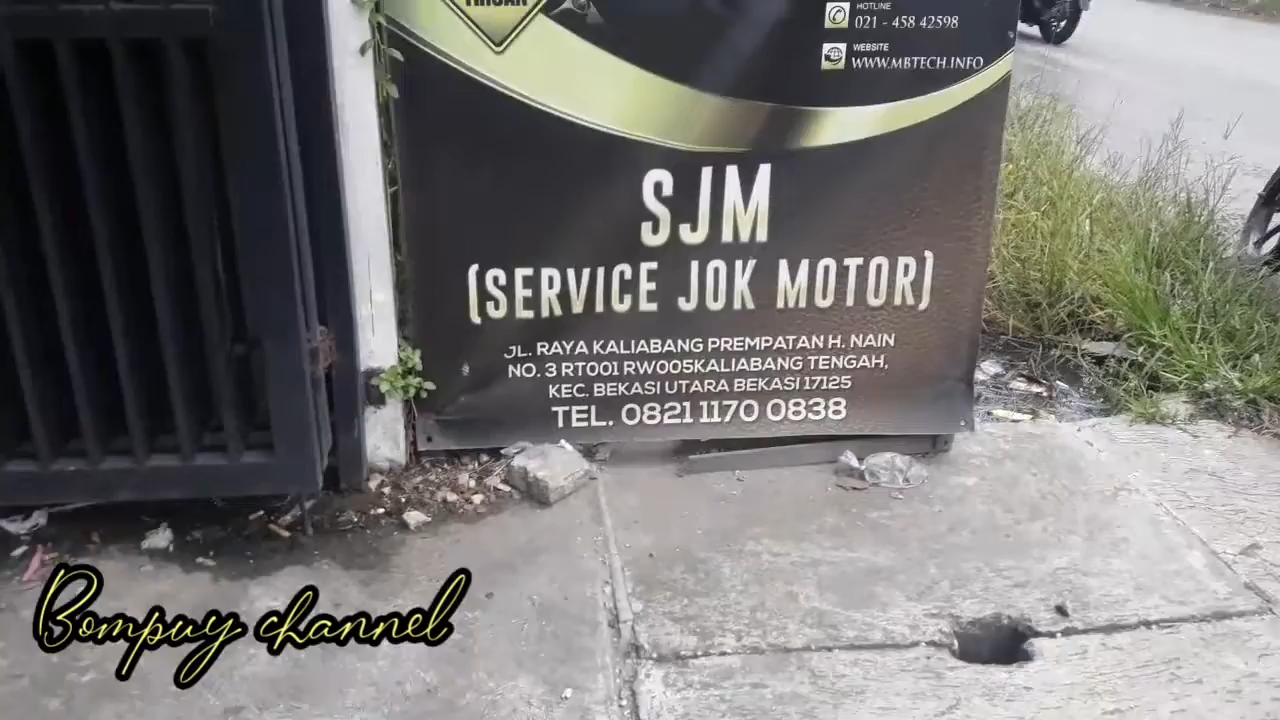 HOTLINE
021 - 458 42598
WEBSITE
WWW.MBTECH.INFO
SJM
(SERVICE JOK MOTOR)
JL. RAYA KALIABANG PREMPATAN H. NAIN
NO. 3 RT001 RW005KALIABANG TENGAH,
KEC. BEKASI UTARA BEKASI 17125
TEL. 0821 1170 0838
Bompuy channel